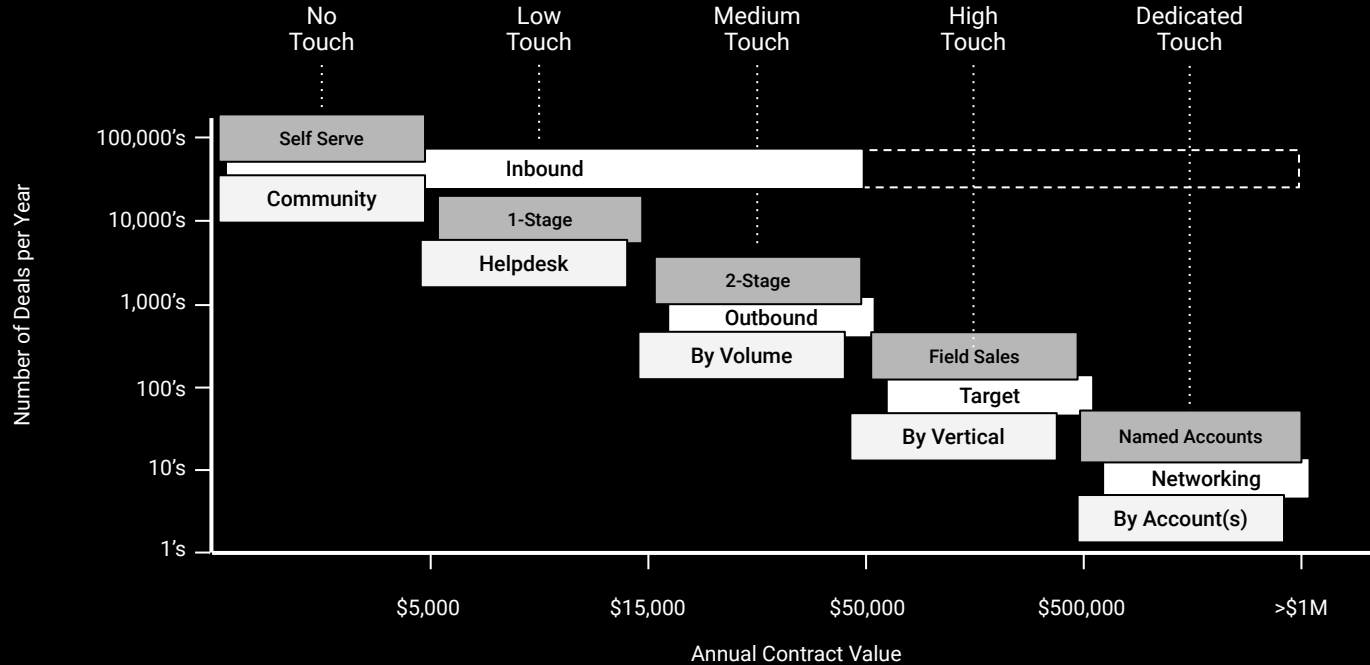 No
Touch
Low
Touch
Medium
Touch
High
Touch
Dedicated
Touch
Number of Deals per Year
100,000's
10,000's
1,000's
100's
10's
1's
Self Serve
Inbound
Community
1-Stage
Helpdesk
2-Stage
Outbound
By Volume
Field Sales
Target
By Vertical
Named Accounts
Networking
By Account(s)
$5,000
$15,000
$50,000
$500,000
>$1M
Annual Contract Value